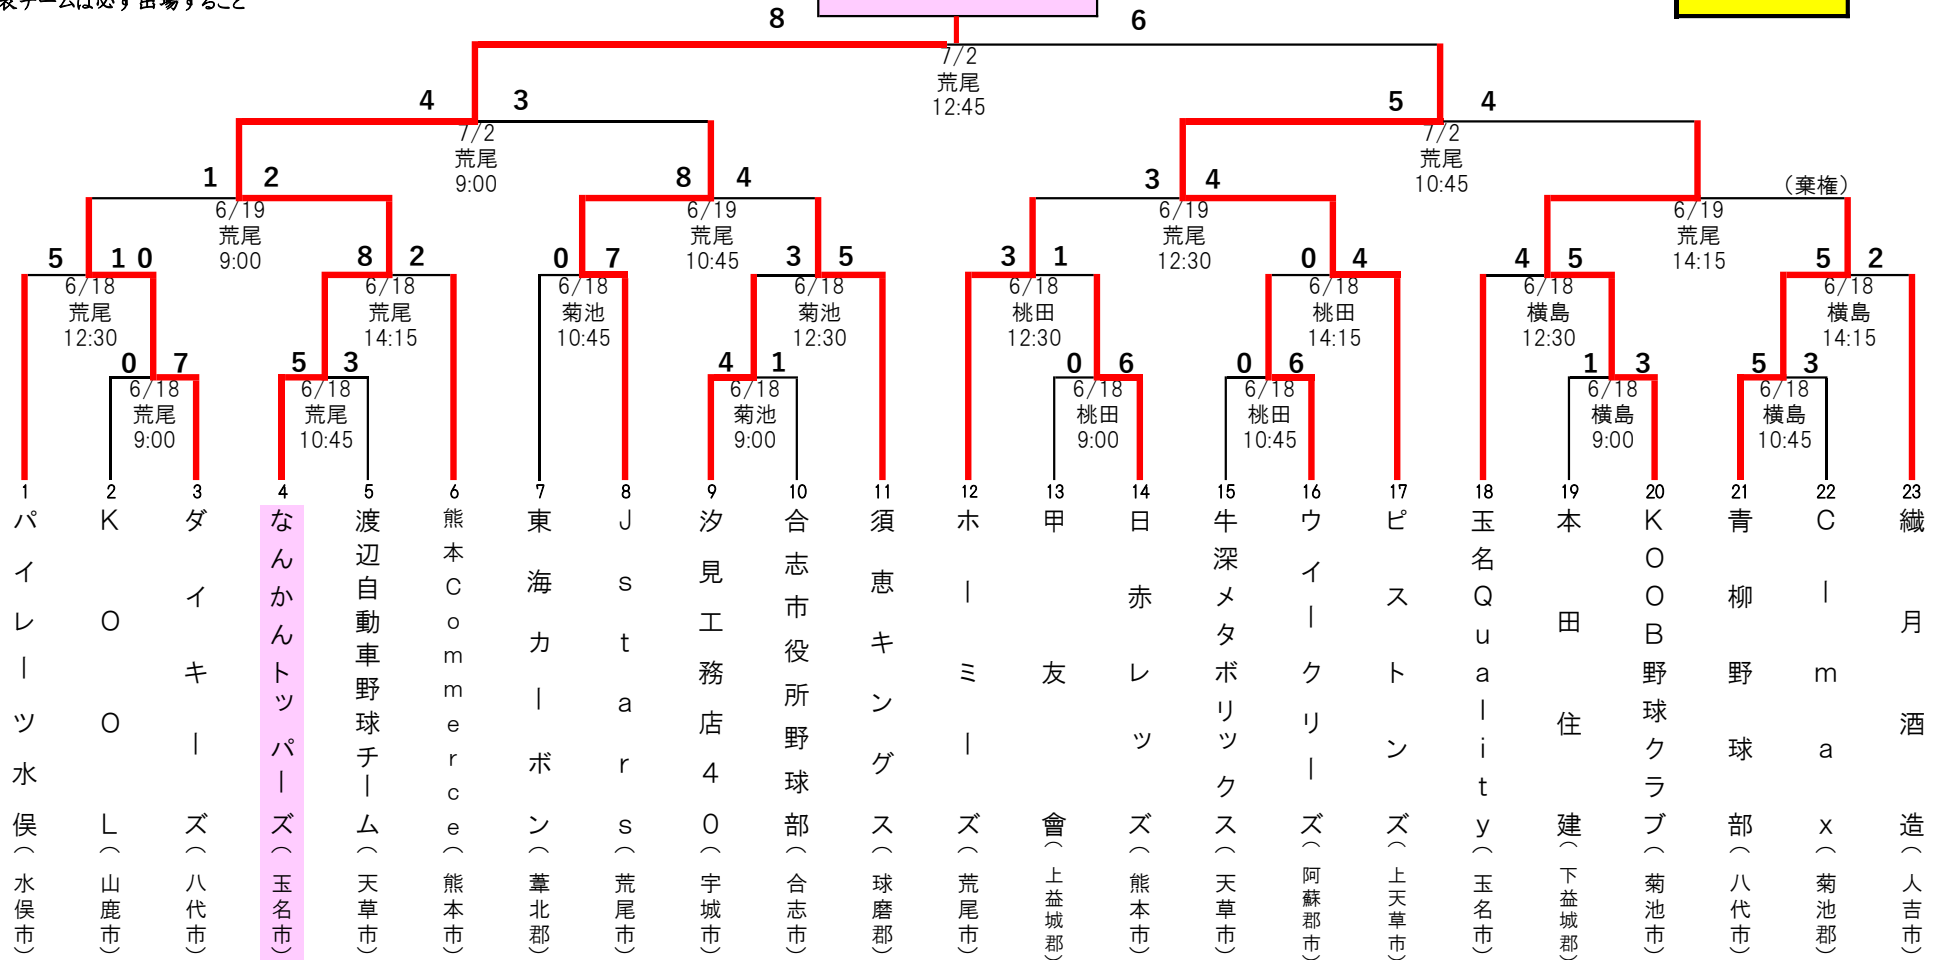 表チームは必ず出場すること
8 6
7/2
荒尾
12:45
4 3
7/2
荒尾
9:00
5 4
7/2
荒尾
10:45
1 2
6/19
荒尾
9:00
8 4
6/19
荒尾
10:45
3 4
6/19
荒尾
12:30
(棄権)
6/19
荒尾
14:15
5 10
6/18
荒尾
12:30
8 2
6/18
荒尾
14:15
0 7
6/18
菊池
10:45
3 5
6/18
菊池
12:30
3 1
6/18
桃田
12:30
0 4
6/18
桃田
14:15
4 5
6/18
横島
12:30
5 2
6/18
横島
14:15
0 7
6/18
荒尾
9:00
5 3
6/18
荒尾
10:45
4 1
6/18
菊池
9:00
0 6
6/18
桃田
9:00
0 6
6/18
桃田
10:45
1 3
6/18
横島
9:00
5 3
6/18
横島
10:45
1 パイレーツ水俣(水俣市)
2 KOOL(山鹿市)
3 ダイキーズ(八代市)
4 なんかんトッパーズ(玉名市)
5 渡辺自動車野球チーム(天草市)
6 熊本Commerce(熊本市)
7 東海カーボン(葦北郡)
8 Jstars(荒尾市)
9 汐見工務店40(宇城市)
10 合志市役所野球部(合志市)
11 須恵キングス(球磨郡)
12 ホーミーズ(荒尾市)
13 甲友會(上益城郡)
14 日赤レッズ(熊本市)
15 牛深メタボリックス(天草市)
16 ウイークリーズ(阿蘇郡市)
17 ピストンズ(上天草市)
18 玉名Quality(玉名市)
19 本田住建(下益城郡)
20 KOOB野球クラブ(菊池市)
21 青柳野球部(八代市)
22 Clmax(菊池郡)
23 繊月酒造(人吉市)